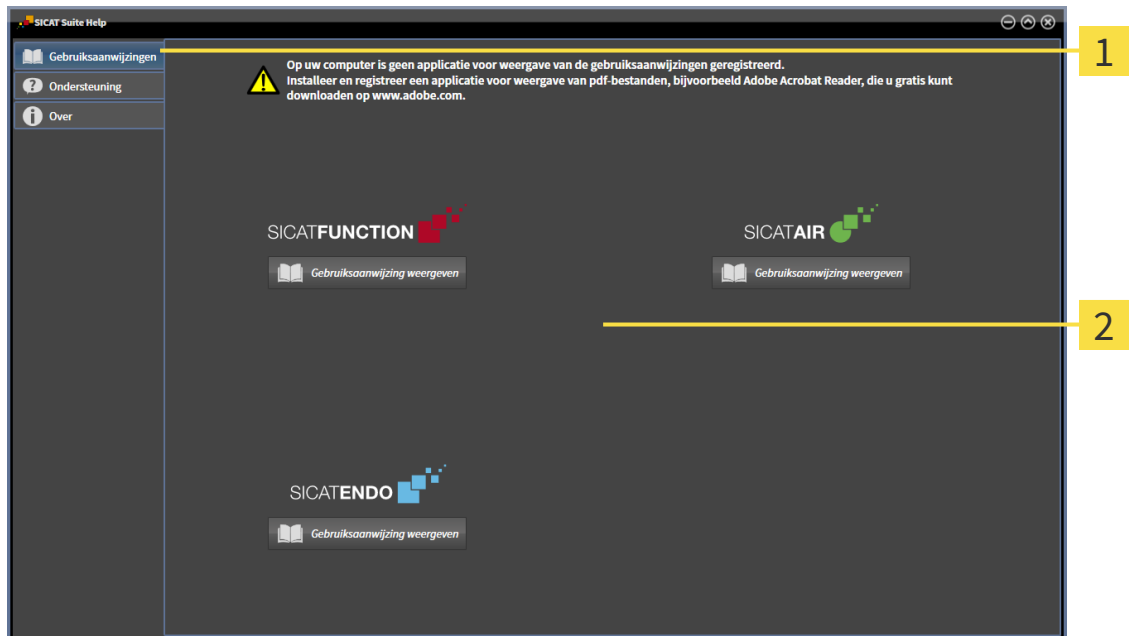 SICAT Suite Help
Gebruiksaanwijzingen
Ondersteuning
Over
Op uw computer is geen applicatie voor weergave van de gebruiksaanwijzingen geregistreerd.
Installeer en registreer een applicatie voor weergave van pdf-bestanden, bijvoorbeeld Adobe Acrobat Reader, die u gratis kunt
downloaden op www.adobe.com.
SICATFUNCTION
Gebruiksaanwijzing weergeven
SICATAIR
Gebruiksaanwijzing weergeven
SICATENDO
Gebruiksaanwijzing weergeven
1
2